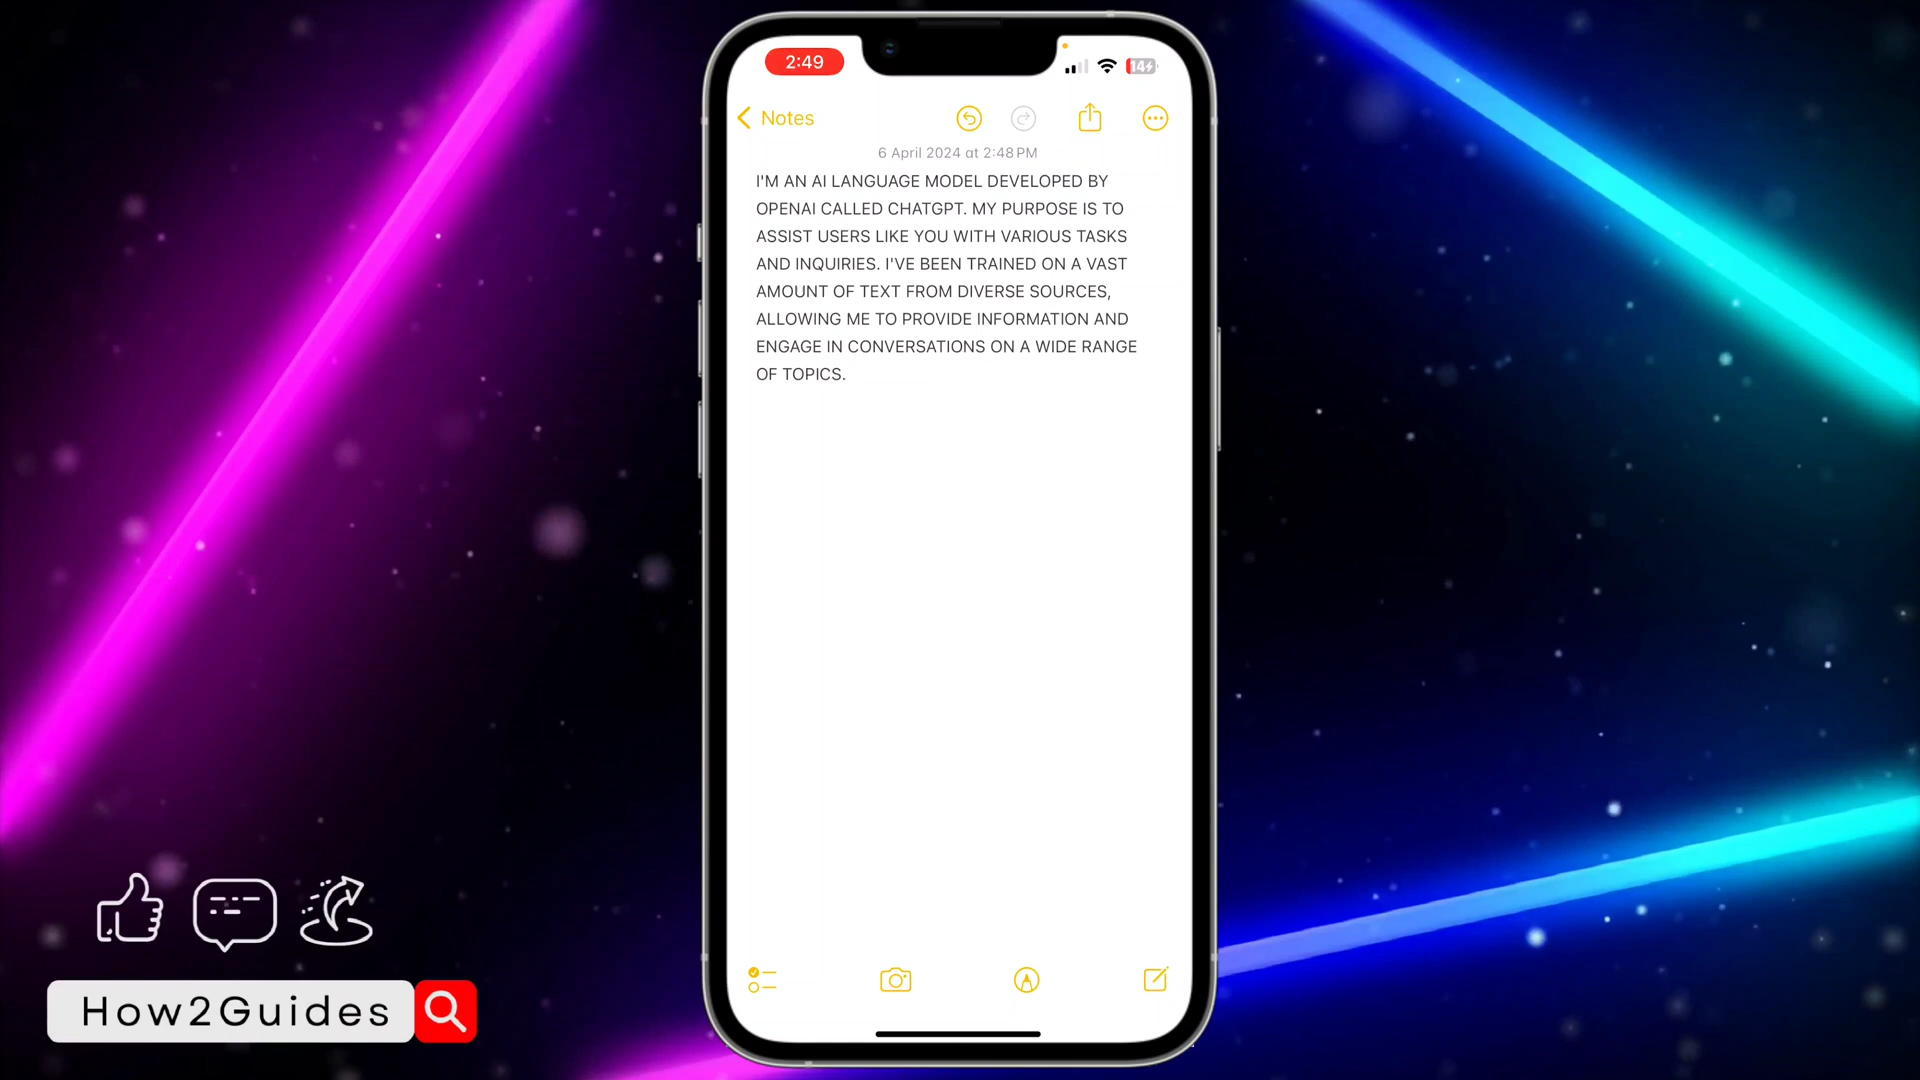 2:49
14
Notes
6 April 2024 at 2:48 PM
I'M AN AI LANGUAGE MODEL DEVELOPED BY
OPENAI CALLED CHATGPT. MY PURPOSE IS TO
ASSIST USERS LIKE YOU WITH VARIOUS TASKS
AND INQUIRIES. I'VE BEEN TRAINED ON A VAST
AMOUNT OF TEXT FROM DIVERSE SOURCES,
ALLOWING ME TO PROVIDE INFORMATION AND
ENGAGE IN CONVERSATIONS ON A WIDE RANGE
OF TOPICS.
How2Guides